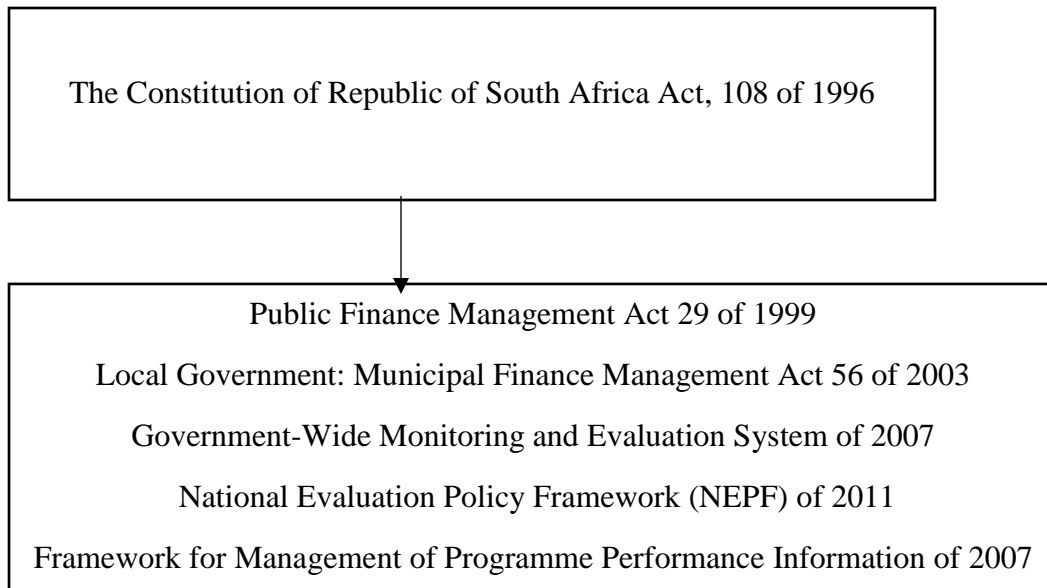 The Constitution of Republic of South Africa Act, 108 of 1996
Public Finance Management Act 29 of 1999
Local Government: Municipal Finance Management Act 56 of 2003
Government-Wide Monitoring and Evaluation System of 2007
National Evaluation Policy Framework (NEPF) of 2011
Framework for Management of Programme Performance Information of 2007